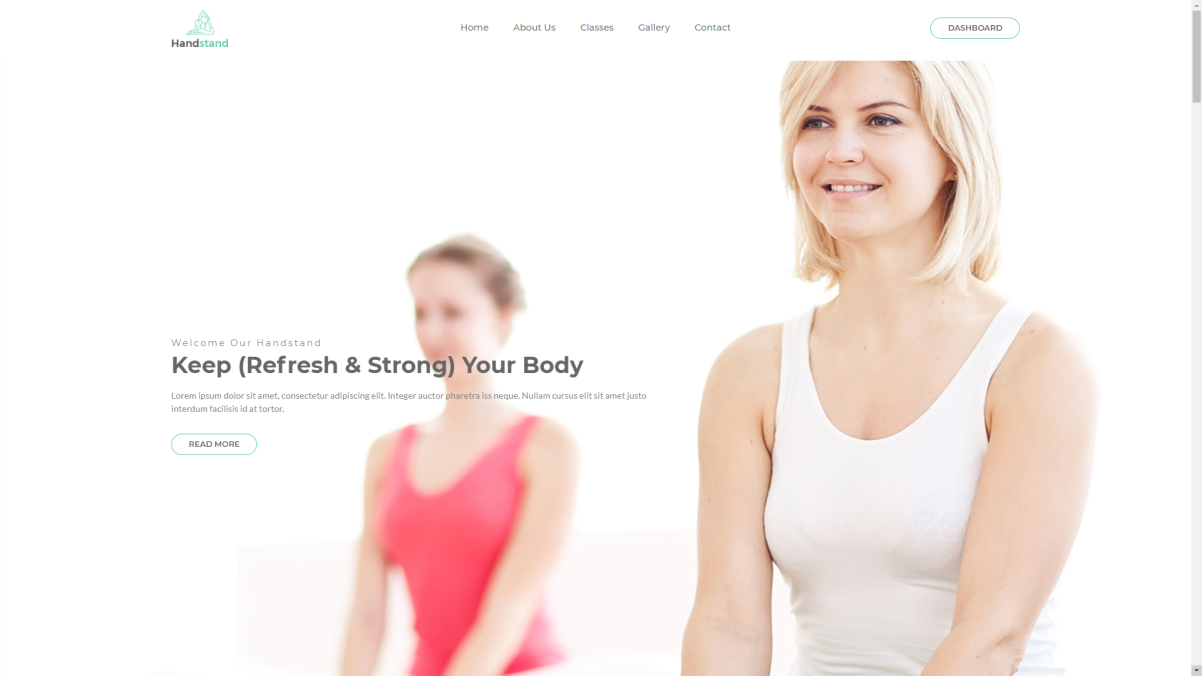 Handstand
Home
About Us
Classes
Gallery
Contact
DASHBOARD
Welcome Our Handstand
Keep (Refresh & Strong) Your Body
Lorem ipsum dolor sit amet, consectetur adipiscing elit. Integer auctor pharetra iss neque. Nullam cursus elit sit amet justo
interdum facilisis id at tortor.
READ MORE